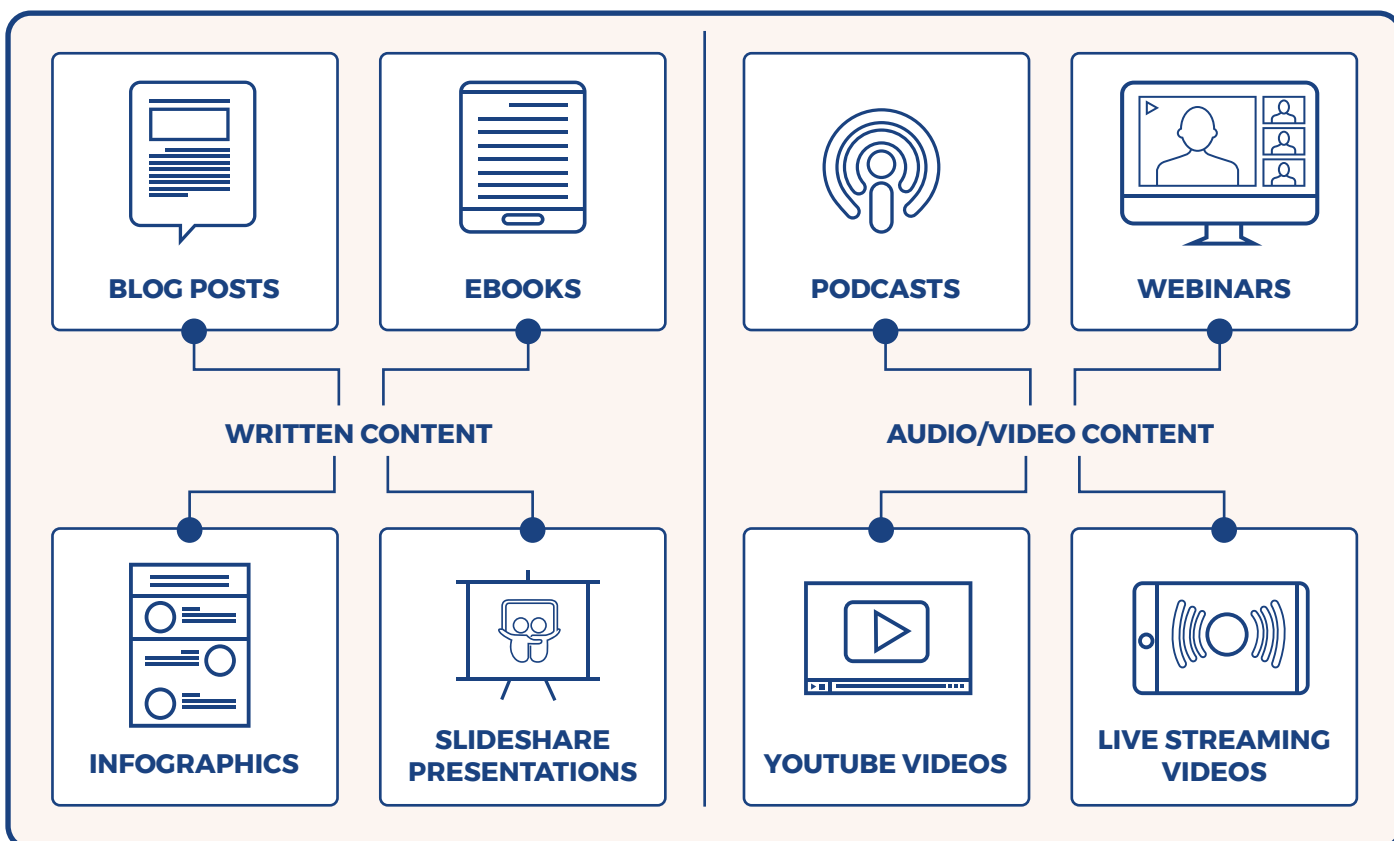 BLOG POSTS
EBOOKS
WRITTEN CONTENT
INFOGRAPHICS
SLIDESHARE
PRESENTATIONS
PODCASTS
WEBINARS
AUDIO/VIDEO CONTENT
YOUTUBE VIDEOS
LIVE STREAMING
VIDEOS